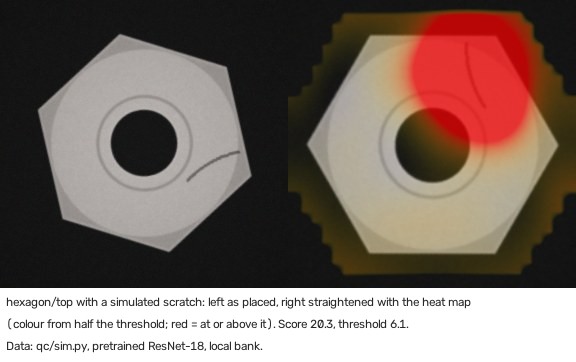 hexagon/top with a simulated scratch: left as placed, right straightened with the heat map
(colour from half the threshold; red = at or above it). Score 20.3, threshold 6.1.
Data: qc/sim.py, pretrained ResNet-18, local bank.